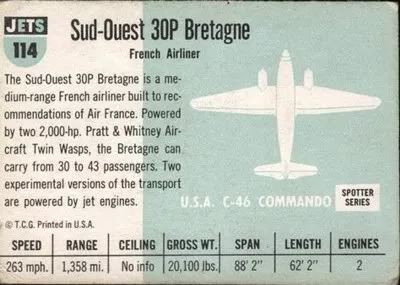 JETS
114
Sud-Ouest 30P Bretagne
French Airliner
The Sud-Ouest 30P Bretagne is a me-
dium-range French airliner built to rec-
ommendations of Air France. Powered
by two 2,000-hp. Pratt & Whitney Air-
craft Twin Wasps, the Bretagne can
carry from 30 to 43 passengers. Two
experimental versions of the transport
are powered by jet engines.
© T.C.G. Printed in U.S.A.
U.S.A. C-46 COMMANDO
SPOTTER
SERIES
SPEED RANGE CEILING GROSS WT. SPAN LENGTH ENGINES
263 mph. 1,358 mi. No info 20,100 lbs. 88' 2" 62' 2" 2